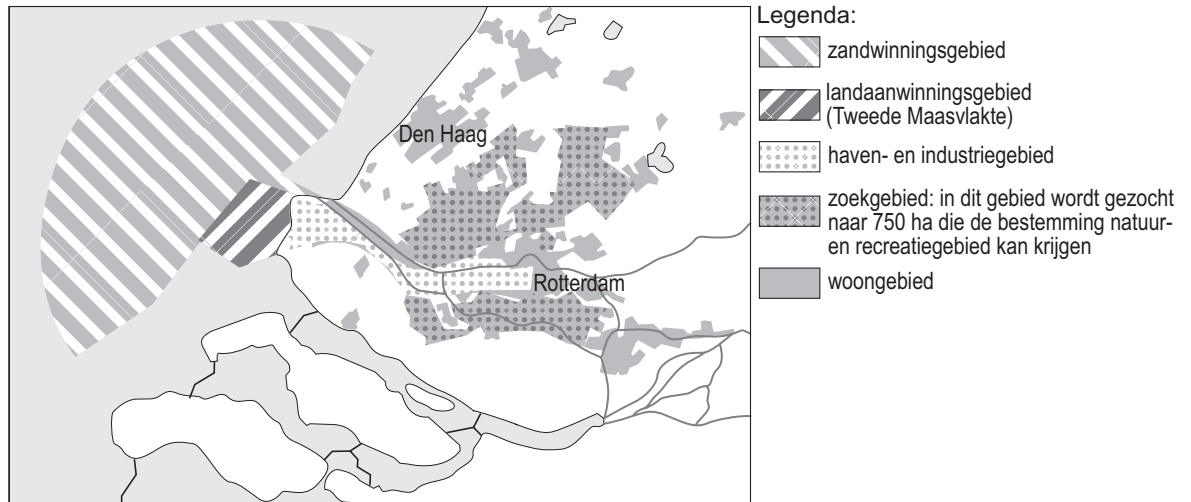 Legenda:
zandwinningsgebied
landaanwinningsgebied
(Tweede Maasvlakte)
haven- en industriegebied
zoekgebied: in dit gebied wordt gezocht
naar 750 ha die de bestemming natuur-
en recreatiegebied kan krijgen
woongebied
Den Haag
Rotterdam